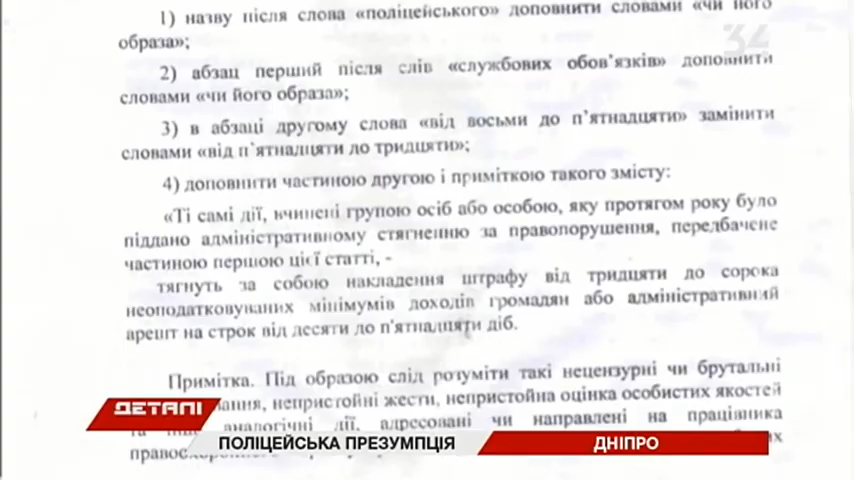 34
1) назву після слова «поліцейського» доповнити словами «чи його
образа»;
2) абзац перший після слів «службових обов'язків» доповнити
словами «чи його образа»;
3) в абзаці другому слова «від восьми до п'ятнадцяти» замінити
словами «від п'ятнадцяти до тридцяти»;
4) доповнити частиною другою і приміткою такого змісту:
«Ті самі дії, вчинені групою осіб або особою, яку протягом року було
піддано адміністративному стягненню за правопорушення, передбачене
частиною першою цієї статті, -
тягнуть за собою накладення штрафу від тридцяти до сорока
неоподатковуваних мінімумів доходів громадян або адміністративний
арешт на строк від десяти до п'ятнадцяти діб.
Примітка. Під образою слід розуміти такі нецензурні чи брутальні
непристойні жести, непристойна оцінка особистих якостей
аналогічні дії, адресовані чи направлені на працівника
ДЕТАЛІ
ПОЛІЦЕЙСЬКА ПРЕЗУМПЦІЯ
ДНІПРО